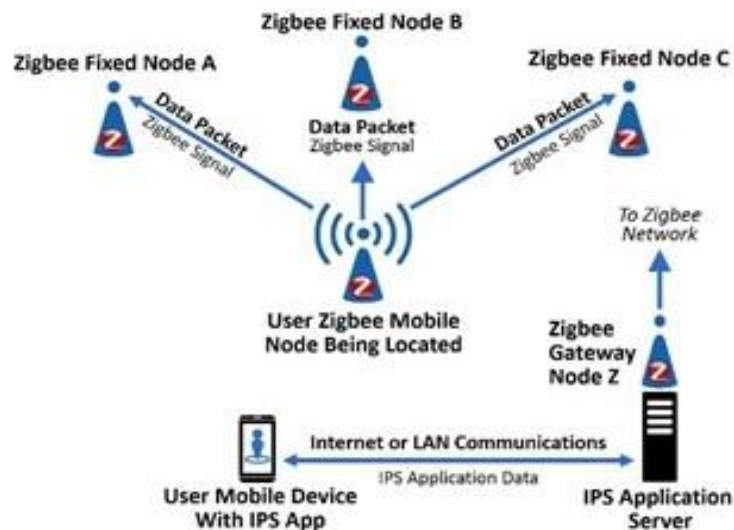 Zigbee Fixed Node B
Zigbee Fixed Node A
Zigbee Fixed Node C
Z
Z
Z
Data Packet
Zigbee Signal
Data Packet
Zigbee Signal
Data Packet
Zigbee Signal
To Zigbee
Network
Z
User Zigbee Mobile
Node Being Located
Zigbee
Gateway
Node Z
Z
Internet or LAN Communications
IPS Application Data
User Mobile Device
With IPS App
IPS Application
Server